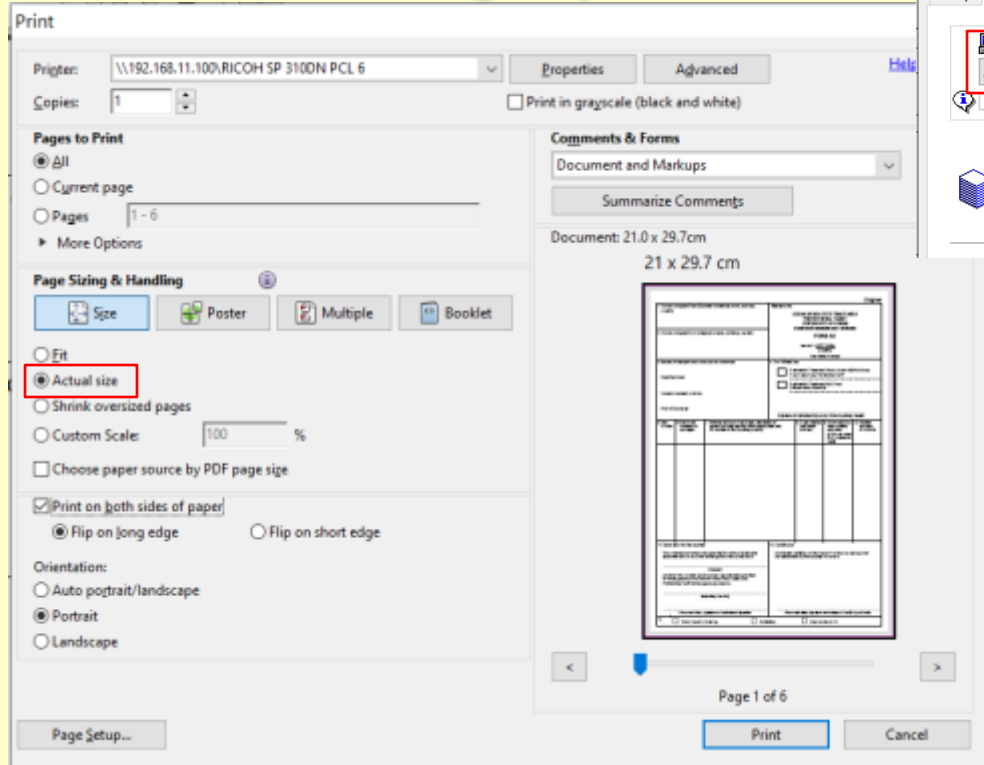 Print
Printer: \\192.168.11.100\RICOH SP 310DN PCL 6 Properties Advanced Help
Copies: 1 Print in grayscale (black and white)
Pages to Print
All
Current page
Pages 1 - 6
More Options
Page Sizing & Handling
Size Poster Multiple Booklet
Fit
Actual size
Shrink oversized pages
Custom Scale: 100 %
Choose paper source by PDF page size
Print on both sides of paper
Flip on long edge Flip on short edge
Orientation:
Auto portrait/landscape
Portrait
Landscape
Comments & Forms
Document and Markups
Summarize Comments
Document: 21.0 x 29.7cm
21 x 29.7 cm
< >
Page 1 of 6
Page Setup... Print Cancel